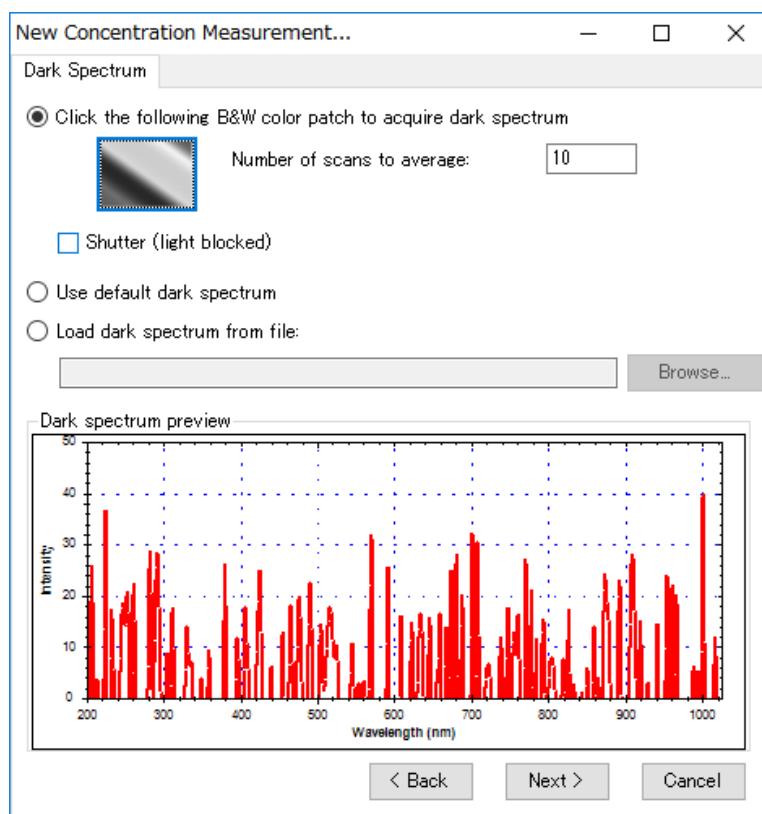 New Concentration Measurement...
Dark Spectrum
Click the following B&W color patch to acquire dark spectrum
Number of scans to average: 10
Shutter (light blocked)
Use default dark spectrum
Load dark spectrum from file:
Browse...
Dark spectrum preview
50
40
30
20
10
0
Intensity
200 300 400 500 600 700 800 900 1000
Wavelength (nm)
< Back Next > Cancel